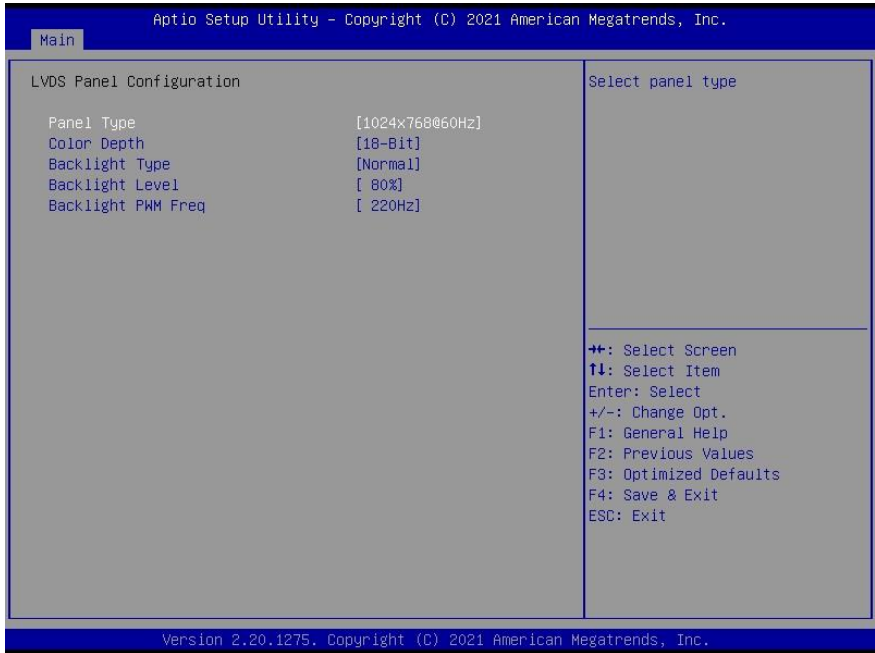 Aptio Setup Utility – Copyright (C) 2021 American Megatrends, Inc.
Main
LVDS Panel Configuration
Panel Type [1024x768@60Hz]
Color Depth [18-Bit]
Backlight Type [Normal]
Backlight Level [ 80%]
Backlight PWM Freq [ 220Hz]
Select panel type
→←: Select Screen
↑↓: Select Item
Enter: Select
+/-: Change Opt.
F1: General Help
F2: Previous Values
F3: Optimized Defaults
F4: Save & Exit
ESC: Exit
Version 2.20.1275. Copyright (C) 2021 American Megatrends, Inc.